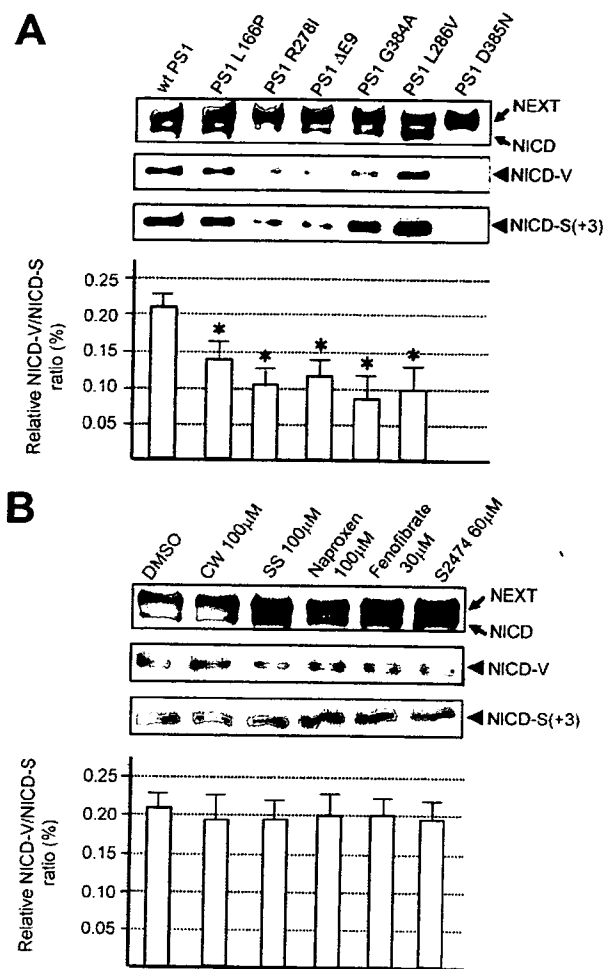 A
wt PS1
PS1 L166P
PS1 R278I
PS1 ΔE9
PS1 G384A
PS1 L286V
PS1 D385N
NEXT
NICD
NICD-V
NICD-S(+3)
Relative NICD-V/NICD-S
ratio (%)
0.25
0.20
0.15
0.10
0.05
*
*
*
*
*
B
DMSO
CW 100μM
SS 100μM
Naproxen
100μM
Fenofibrate
30μM
S2474 60μM
NEXT
NICD
NICD-V
NICD-S(+3)
Relative NICD-V/NICD-S
ratio (%)
0.25
0.20
0.15
0.10
0.05